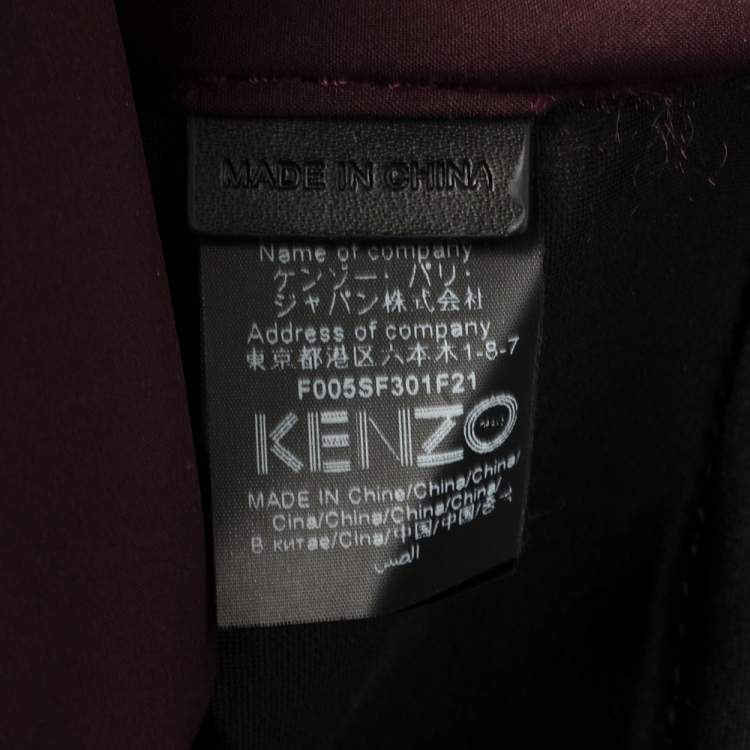 MADE IN CHINA
Name of company
ケンゾー・パリ・
ジャパン株式会社
Address of company
東京都港区六本木1-8-7
F005SF301F21
KENZO
PARIS
MADE IN Chine/China/China/
Cina/China/China/China/
В китае/Cina/中国/中国/중국
الصين